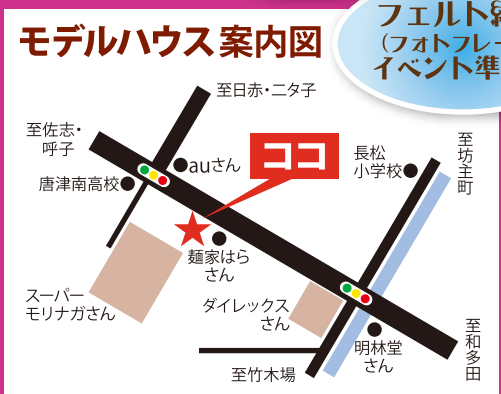 モデルハウス案内図
フェルト
(フォトフレー
イベント準
至日赤・二タ子
至佐志・
呼子
auさん
ココ
長松
小学校
至坊主町
唐津南高校
麺家はら
さん
スーパー
モリナガさん
ダイレックス
さん
明林堂
さん
至和多田
至竹木場